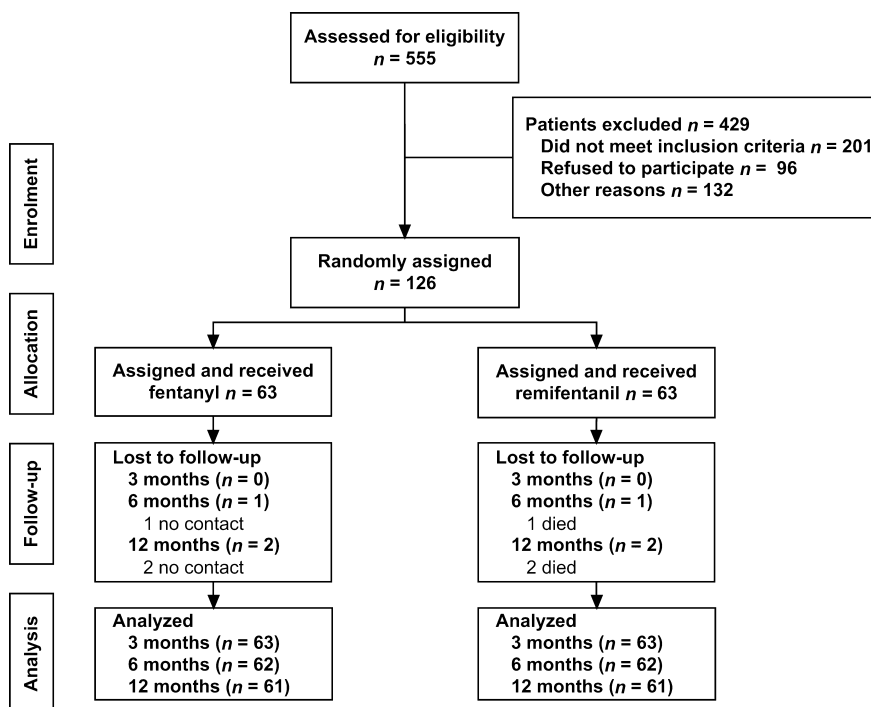 Assessed for eligibility
n = 555
Patients excluded n = 429
Did not meet inclusion criteria n = 201
Refused to participate n = 96
Other reasons n = 132
Enrolment
Randomly assigned
n = 126
Allocation
Assigned and received
fentanyl n = 63
Assigned and received
remifentanil n = 63
Follow-up
Lost to follow-up
3 months (n = 0)
6 months (n = 1)
1 no contact
12 months (n = 2)
2 no contact
Lost to follow-up
3 months (n = 0)
6 months (n = 1)
1 died
12 months (n = 2)
2 died
Analysis
Analyzed
3 months (n = 63)
6 months (n = 62)
12 months (n = 61)
Analyzed
3 months (n = 63)
6 months (n = 62)
12 months (n = 61)